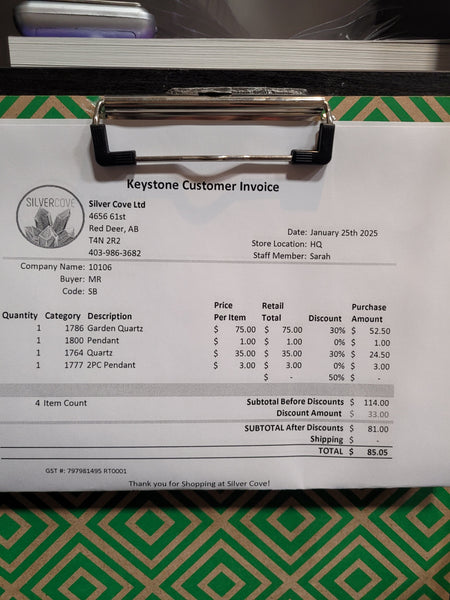 Keystone Customer Invoice
SILVERCOVE
Silver Cove Ltd
4656 61st
Red Deer, AB
T4N 2R2
403-986-3682
Date: January 25th 2025
Store Location: HQ
Staff Member: Sarah
Company Name: 10106
Buyer: MR
Code: SB
Quantity Category Description Price Per Item Retail Total Discount Purchase Amount
1 1786 Garden Quartz $ 75.00 $ 75.00 30% $ 52.50
1 1800 Pendant $ 1.00 $ 1.00 0% $ 1.00
1 1764 Quartz $ 35.00 $ 35.00 30% $ 24.50
1 1777 2PC Pendant $ 3.00 $ 3.00 0% $ 3.00
$ - 50% $ -
4 Item Count
Subtotal Before Discounts $ 114.00
Discount Amount $ 33.00
SUBTOTAL After Discounts $ 81.00
Shipping $ -
TOTAL $ 85.05
GST #: 797981495 RT0001
Thank you for Shopping at Silver Cove!